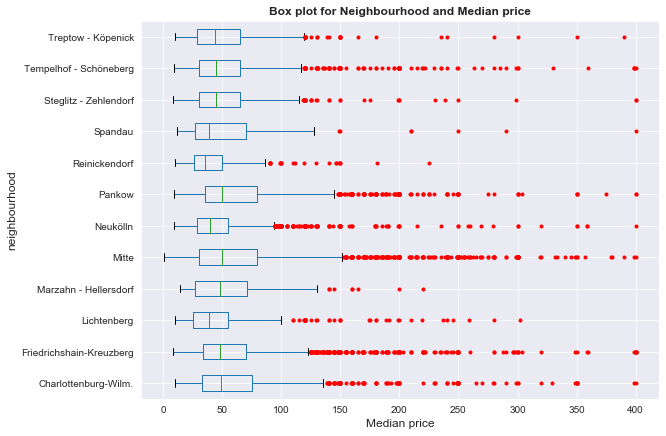 Box plot for Neighbourhood and Median price
neighbourhood
Treptow - Köpenick
Tempelhof - Schöneberg
Steglitz - Zehlendorf
Spandau
Reinickendorf
Pankow
Neukölln
Mitte
Marzahn - Hellersdorf
Lichtenberg
Friedrichshain-Kreuzberg
Charlottenburg-Wilm.
0 50 100 150 200 250 300 350 400
Median price